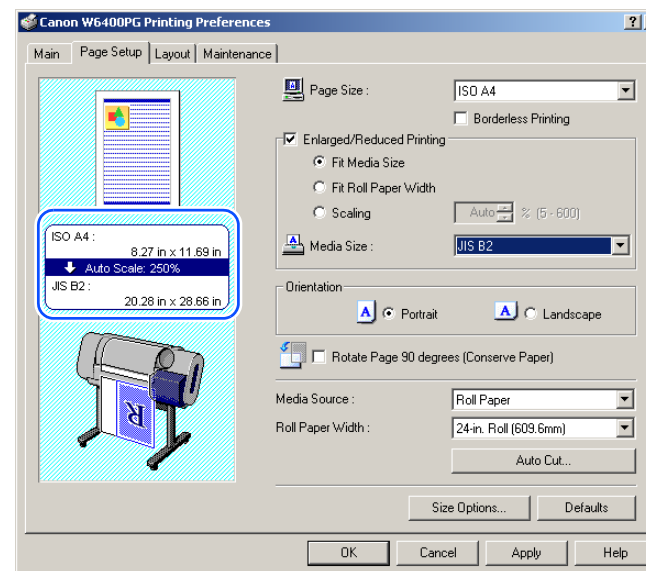 Canon W6400PG Printing Preferences
Main Page Setup Layout Maintenance
Page Size : ISO A4
Borderless Printing
Enlarged/Reduced Printing
Fit Media Size
Fit Roll Paper Width
Scaling Auto % (5 - 600)
Media Size : JIS B2
ISO A4 :
8.27 in x 11.69 in
Auto Scale: 250%
JIS B2 :
20.28 in x 28.66 in
Orientation
A Portrait A Landscape
Rotate Page 90 degrees (Conserve Paper)
R
Media Source : Roll Paper
Roll Paper Width : 24-in. Roll (609.6mm)
Auto Cut...
Size Options... Defaults
OK Cancel Apply Help